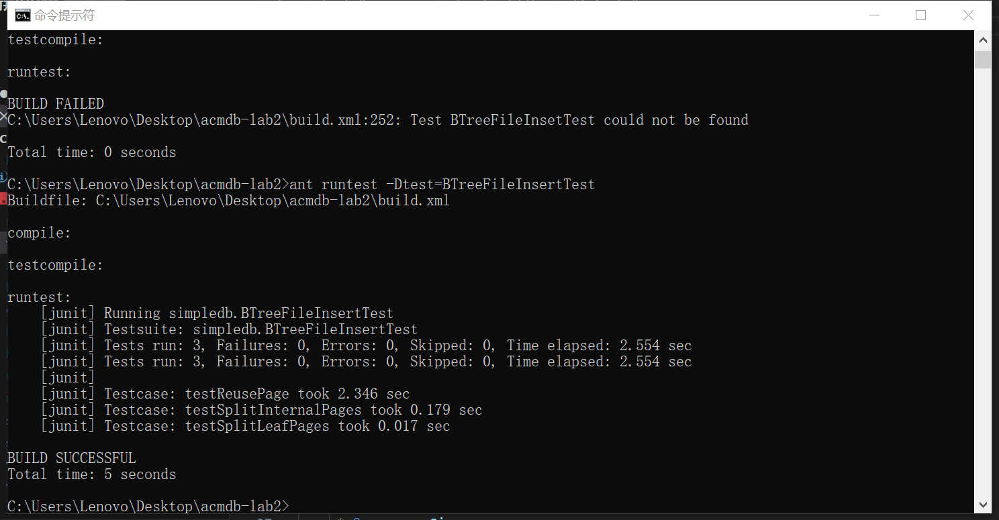 命令提示符
testcompile:
runtest:
BUILD FAILED
C:\Users\Lenovo\Desktop\acmdb-lab2\build.xml:252: Test BTreeFileInsetTest could not be found
Total time: 0 seconds
C:\Users\Lenovo\Desktop\acmdb-lab2>ant runtest -Dtest=BTreeFileInsertTest
Buildfile: C:\Users\Lenovo\Desktop\acmdb-lab2\build.xml
compile:
testcompile:
runtest:
[junit] Running simpledb.BTreeFileInsertTest
[junit] Testsuite: simpledb.BTreeFileInsertTest
[junit] Tests run: 3, Failures: 0, Errors: 0, Skipped: 0, Time elapsed: 2.554 sec
[junit] Tests run: 3, Failures: 0, Errors: 0, Skipped: 0, Time elapsed: 2.554 sec
[junit]
[junit] Testcase: testReusePage took 2.346 sec
[junit] Testcase: testSplitInternalPages took 0.179 sec
[junit] Testcase: testSplitLeafPages took 0.017 sec
BUILD SUCCESSFUL
Total time: 5 seconds
C:\Users\Lenovo\Desktop\acmdb-lab2>